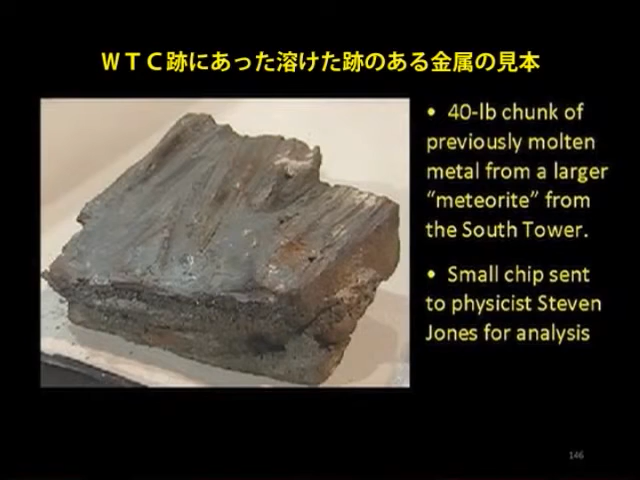 ＷＴＣ跡にあった溶けた跡のある金属の見本
• 40-lb chunk of
previously molten
metal from a larger
“meteorite” from
the South Tower.
• Small chip sent
to physicist Steven
Jones for analysis
146